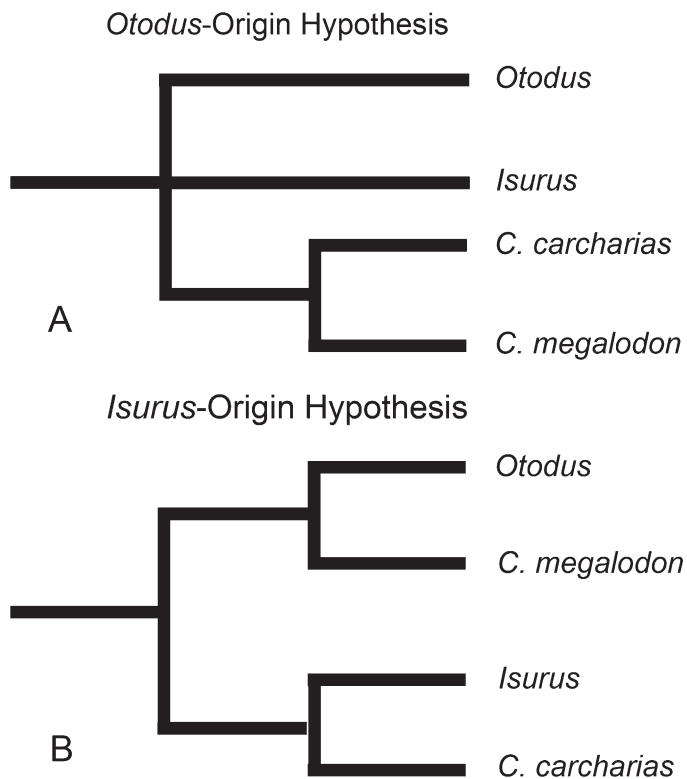 Otodus-Origin Hypothesis
Otodus
Isurus
C. carcharias
A
C. megalodon
Isurus-Origin Hypothesis
Otodus
C. megalodon
Isurus
B
C. carcharias